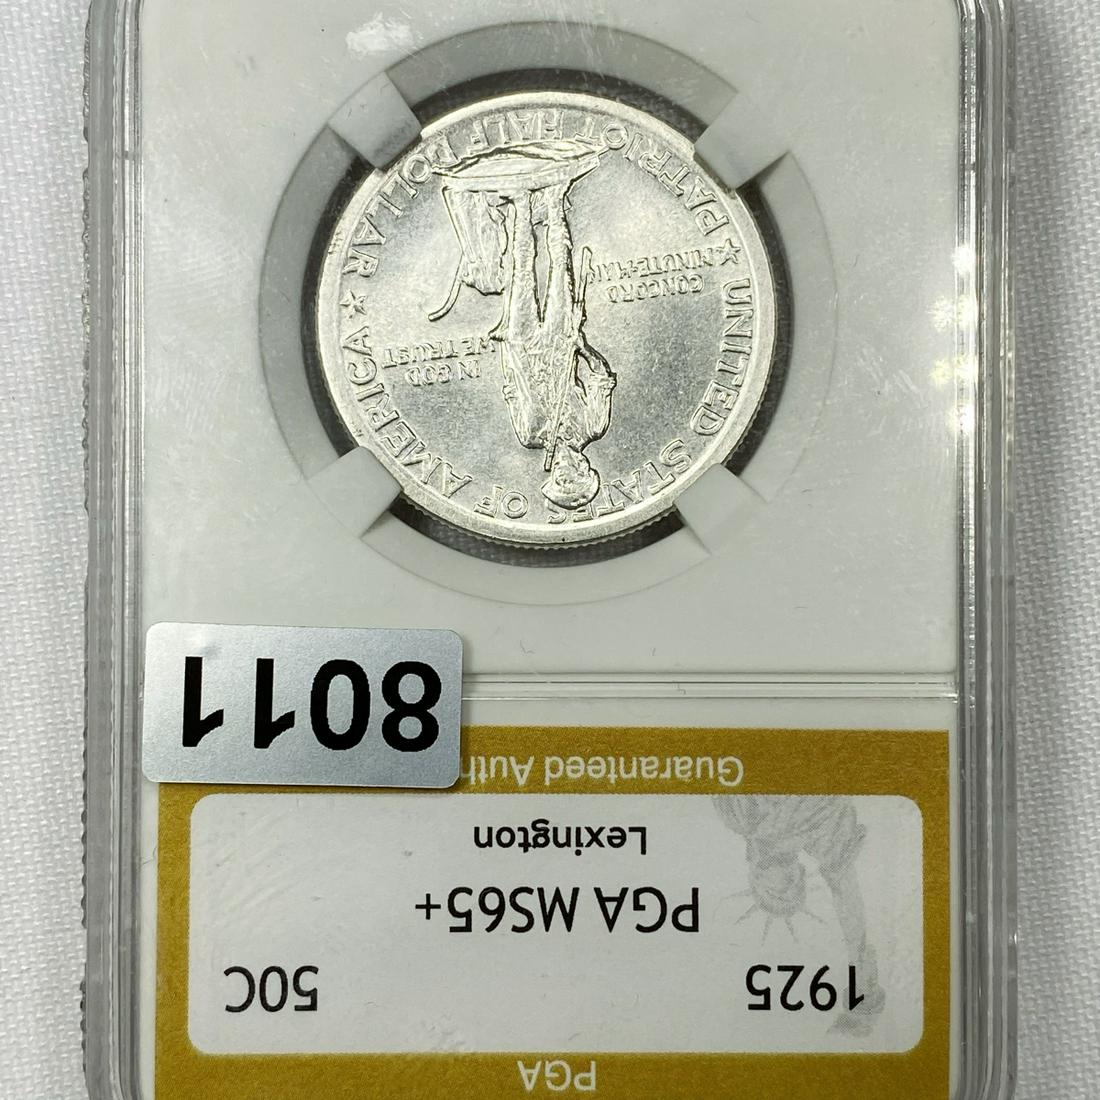 PGA
1925 50C
PGA MS65+
Lexington
Guaranteed Auth
8011
UNITED STATES OF AMERICA
IN GOD
WE TRUST
CONCORD
MINUTE-MAN
★ PATRIOT HALF DOLLAR ★